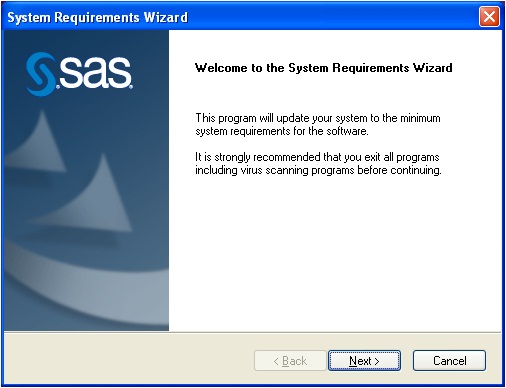 System Requirements Wizard
sas.
Welcome to the System Requirements Wizard
This program will update your system to the minimum
system requirements for the software.
It is strongly recommended that you exit all programs
including virus scanning programs before continuing.
< Back
Next >
Cancel